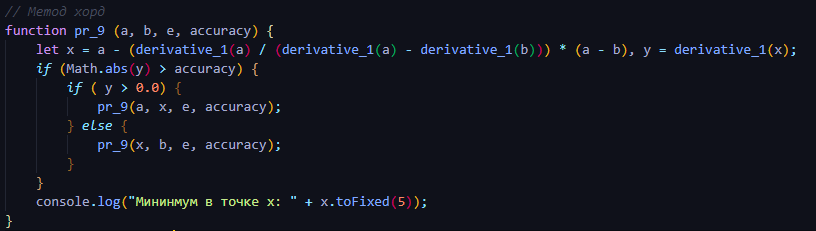 // Метод хорд
function pr_9 (a, b, e, accuracy) {
let x = a - (derivative_1(a) / (derivative_1(a) - derivative_1(b))) * (a - b), y = derivative_1(x);
if (Math.abs(y) > accuracy) {
if ( y > 0.0) {
pr_9(a, x, e, accuracy);
} else {
pr_9(x, b, e, accuracy);
}
}
console.log("Мининмум в точке x: " + x.toFixed(5));
}